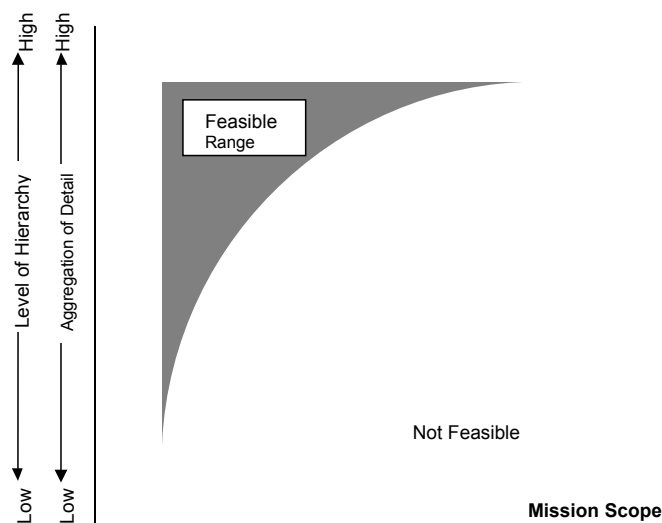 High
Level of Hierarchy
Low
High
Aggregation of Detail
Low
Feasible
Range
Not Feasible
Mission Scope